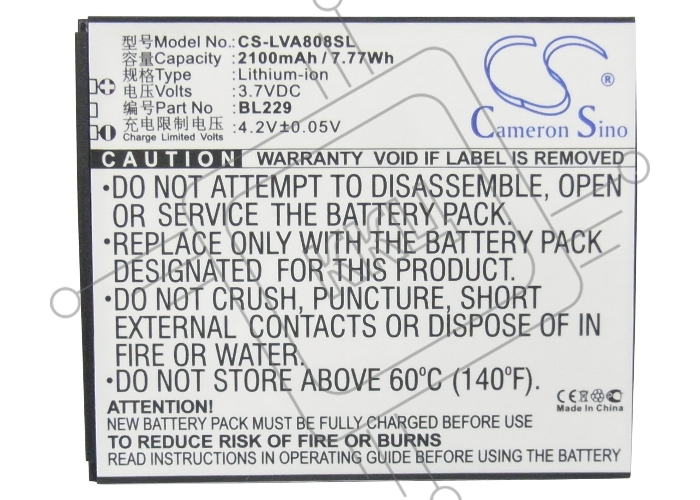 型号Model No: CS-LVA808SL
容量Capacity: 2100mAh / 7.77Wh
规格Type: Lithium-ion
电压Volts: 3.7VDC
编号Part No: BL229
充电限制电压: 4.2V±0.05V
Charge Limited Volts
CS®
Cameron Sino
CAUTION WARRANTY VOID IF LABEL IS REMOVED
•DO NOT ATTEMPT TO DISASSEMBLE, OPEN
OR SERVICE THE BATTERY PACK.
•REPLACE ONLY WITH THE BATTERY PACK
DESIGNATED FOR THIS PRODUCT.
•DO NOT CRUSH, PUNCTURE, SHORT
EXTERNAL CONTACTS OR DISPOSE OF IN
FIRE OR WATER.
•DO NOT STORE ABOVE 60⁰C (140⁰F).
CE
Made In China
ATTENTION!
NEW BATTERY PACK MUST BE FULLY CHARGED BEFORE USE
TO REDUCE RISK OF FIRE OR BURNS
READ INSTRUCTIONS CAREFULLY BEFORE USING THE BATTERY
KKLI